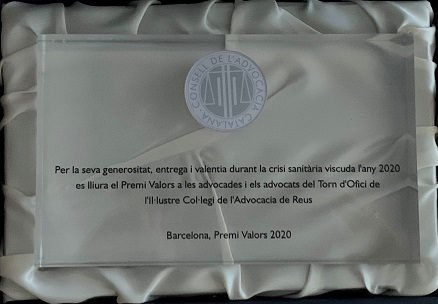 CONSELL DE L'ADVOCACIA CATALANA
Per la seva generositat, entrega i valentia durant la crisi sanitària viscuda l'any 2020
es lliura el Premi Valors a les advocades i els advocats del Torn d'Ofici de
l'Il·lustre Col·legi de l'Advocacia de Reus
Barcelona, Premi Valors 2020